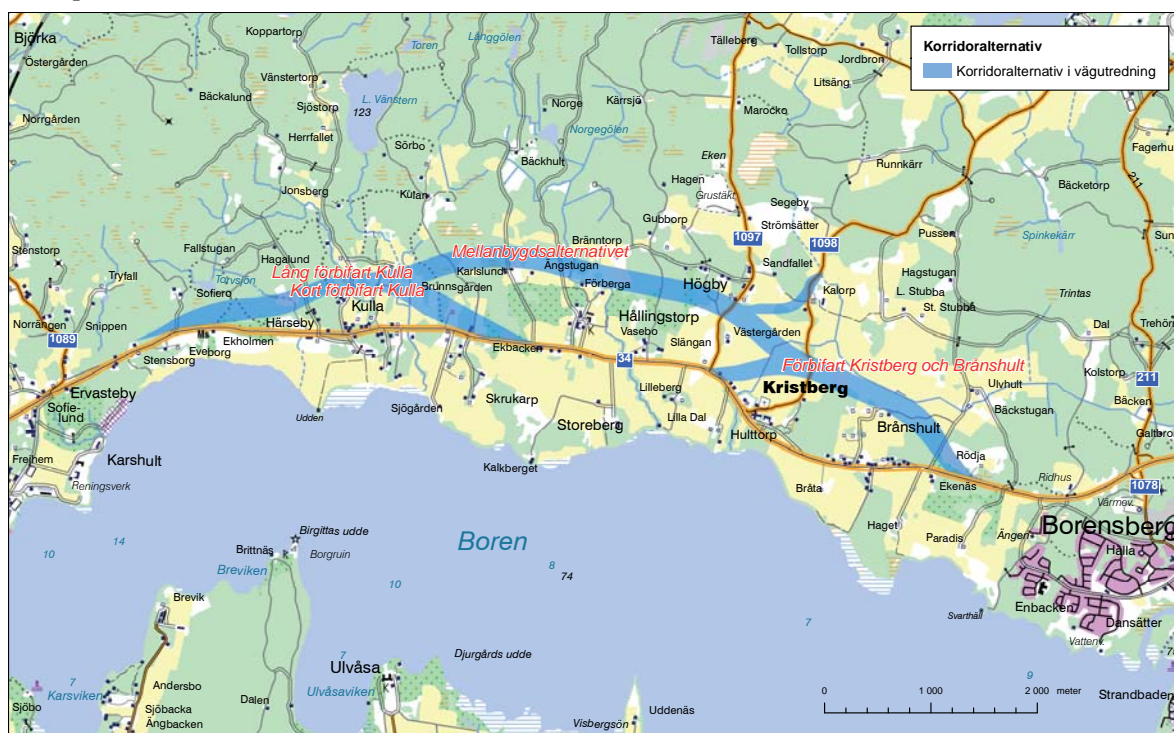 Björka
Östergården
Koppartorp
Toren
Långgölen
Tälleberg
Tollstorp
Jordbron
Litsäng
Korridoralternativ
Korridoralternativ i vägutredning
Vänstertorp
Bäckalund
Sjöstorp
L. Vänstern
123
Norge
Kärrsjö
Marocko
Norrgården
Herrfallet
Sörbo
Norgegölen
Bäckhult
Eken
Runnkärr
Fagerhu
211
Bäcketorp
Jonsberg
Kulan
Hagen
Grustäkt
Segeby
Strömsätter
Gubborp
1097
1098
Pussen
Spinkekärr
Sun
Stenstorp
Tryfall
Fallstugan
Hagalund
Mellanbygdsalternativet
Bränntorp
Sandfallet
Torvsjön
Sofiero
Lång förbifart Kulla
Kort förbifart Kulla
Karlslund
Ängstugan
Förberga
Högby
Hagstugan
L. Stubba
St. Stubba
Kalorp
Trintas
Norrängen
Snippen
Brunnsgården
Kulla
Härseby
Hållingstorp
Vasebo
Slängan
Västergården
Dal
Trehör
1089
Ekholmen
Eveborg
Stensborg
Ekbacken
34
Förbifart Kristberg och Brånshult
Kolstorp
211
Ervasteby
Sofie-
lund
Udden
Sjögården
Skrukarp
Lilleberg
Kristberg
Ulvhult
Bäckstugan
Bäcken
Storeberg
Lilla Dal
Hulttorp
Brånshult
Galtbro
Frejhem
Karshult
Reningsverk
Kalkberget
Rödja
Ridhus
Ekenäs
1078
Bråta
Värmev.
Haget
Paradis
Ängen
Borensberg
Hälla
Birgittas udde
Brittnäs
Borgruin
Boren
10
14
8
74
Breviken
10
Brevik
Enbacken
Dansätter
Svarthäll
7
Vattenv.
Djurgårds udde
7
Ulvåsa
Ulvåsaviken
9
7
Karsviken
Andersbo
Sjöbo
Sjöbacka
Ängbacken
Dalen
Visbergsön
Uddenäs
0 1 000 2 000 meter
Strandbaden